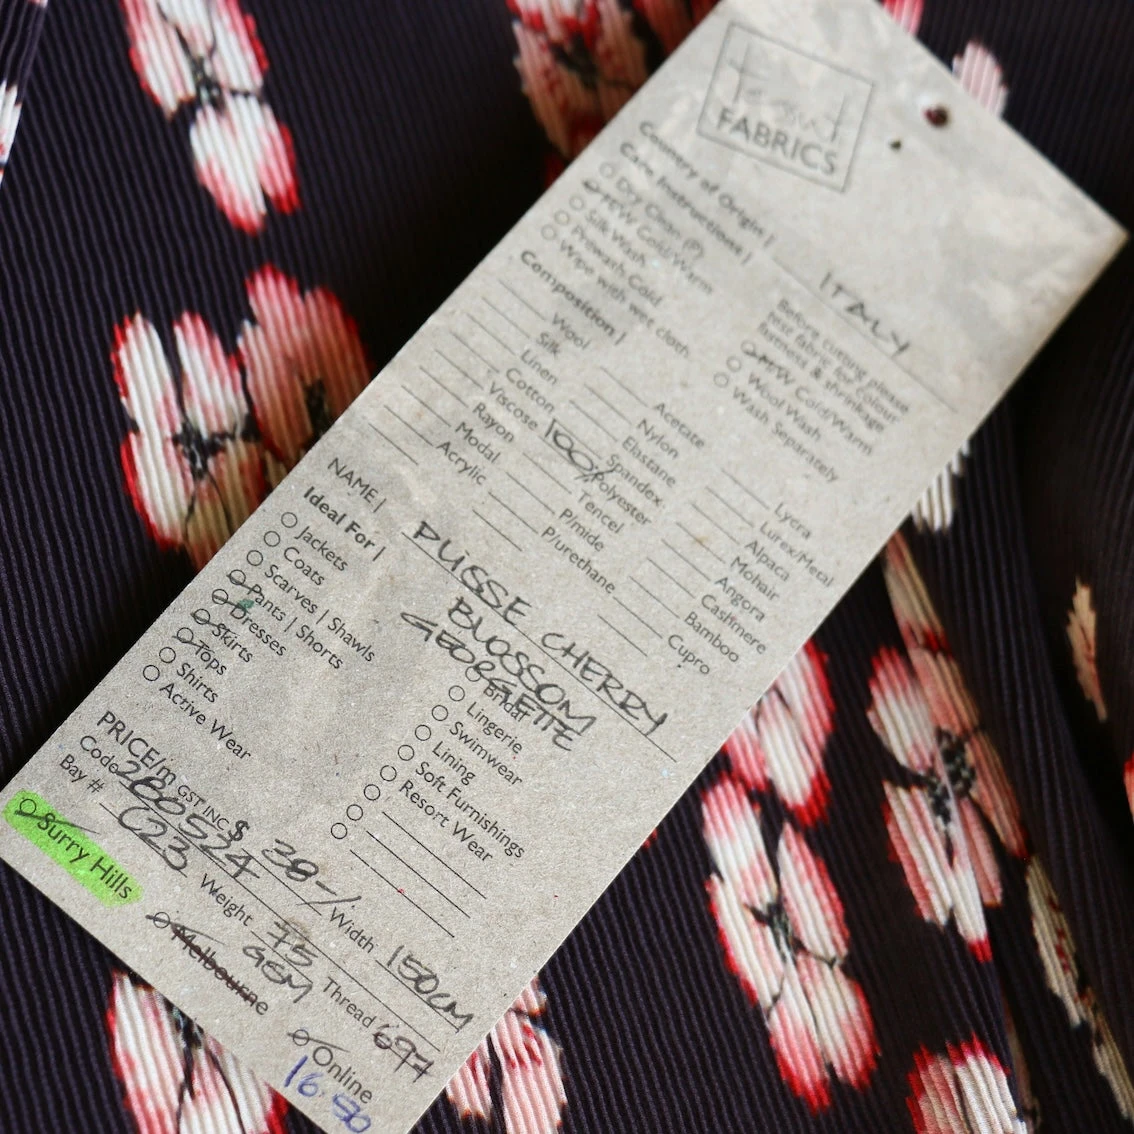 FABRICS
Country of Origin | ITALY
Care Instructions |
Dry Clean (P)
H/W Cold/Warm
Silk Wash
Prewash Cold
Wipe with wet cloth
Before cutting please
test fabric for colour
fastness & shrinkage
M/W Cold/Warm
Wool Wash
Wash Separately
Composition |
Wool
Silk
Linen
Cotton
Viscose
Rayon
Modal
Acrylic
Acetate
Nylon
Elastane
Spandex
100% Polyester
Tencel
P/mide
P/urethane
Lycra
Lurex/Metal
Alpaca
Mohair
Angora
Cashmere
Bamboo
Cupro
NAME | PLISSE CHERRY
BLOSSOM
GEORGETTE
Ideal For |
Jackets
Coats
Scarves | Shawls
Pants | Shorts
Dresses
Skirts
Tops
Shirts
Active Wear
Bridal
Lingerie
Swimwear
Lining
Soft Furnishings
Resort Wear
PRICE/m GST INC $ 38-/ Width 150CM
Code 2805524 Weight 75 GSM Thread 697
Bay # C23
Surry Hills
Melbourne
Online
16.50